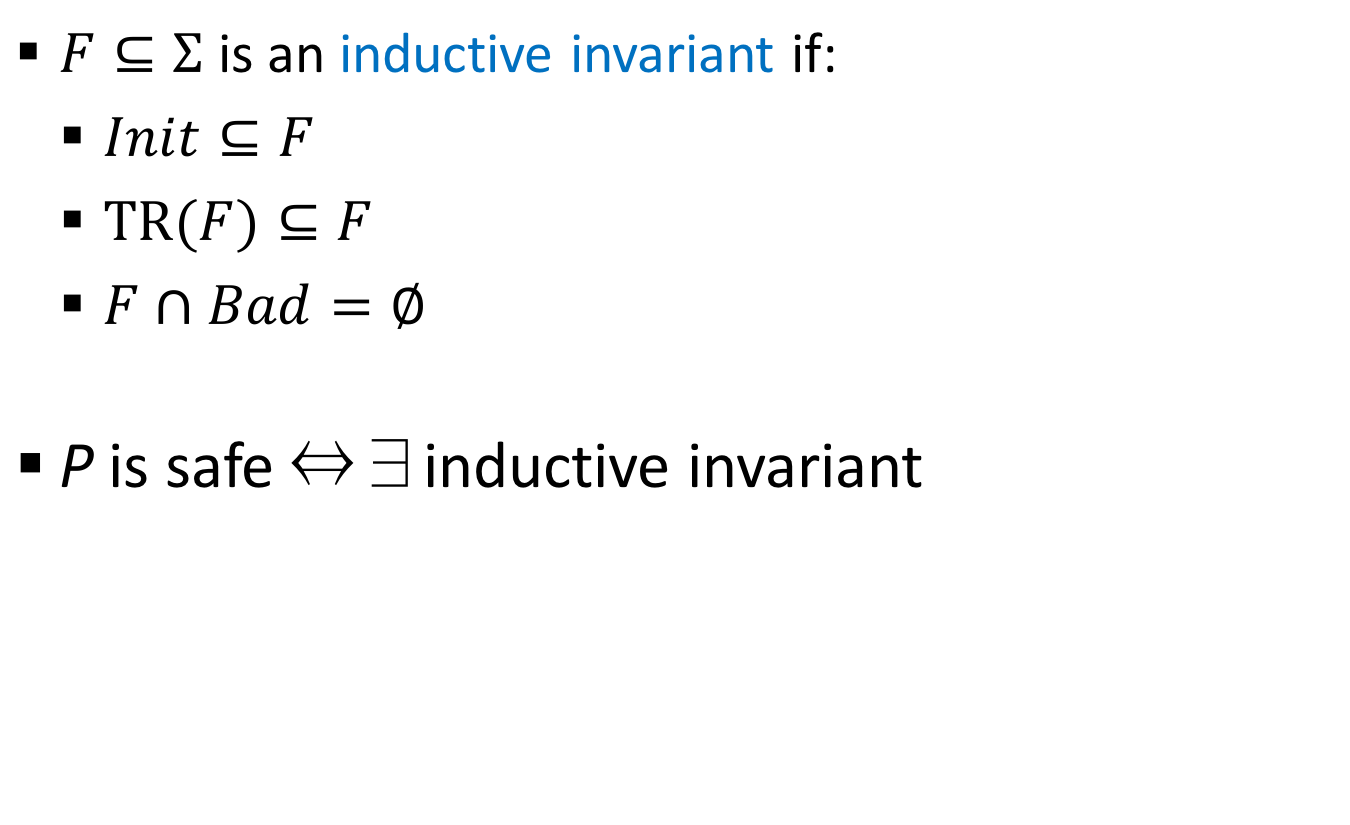 ▪ F ⊆ Σ is an inductive invariant if:
▪ Init ⊆ F
▪ TR(F) ⊆ F
▪ F ∩ Bad = ∅
▪ P is safe ⇔ ∃ inductive invariant